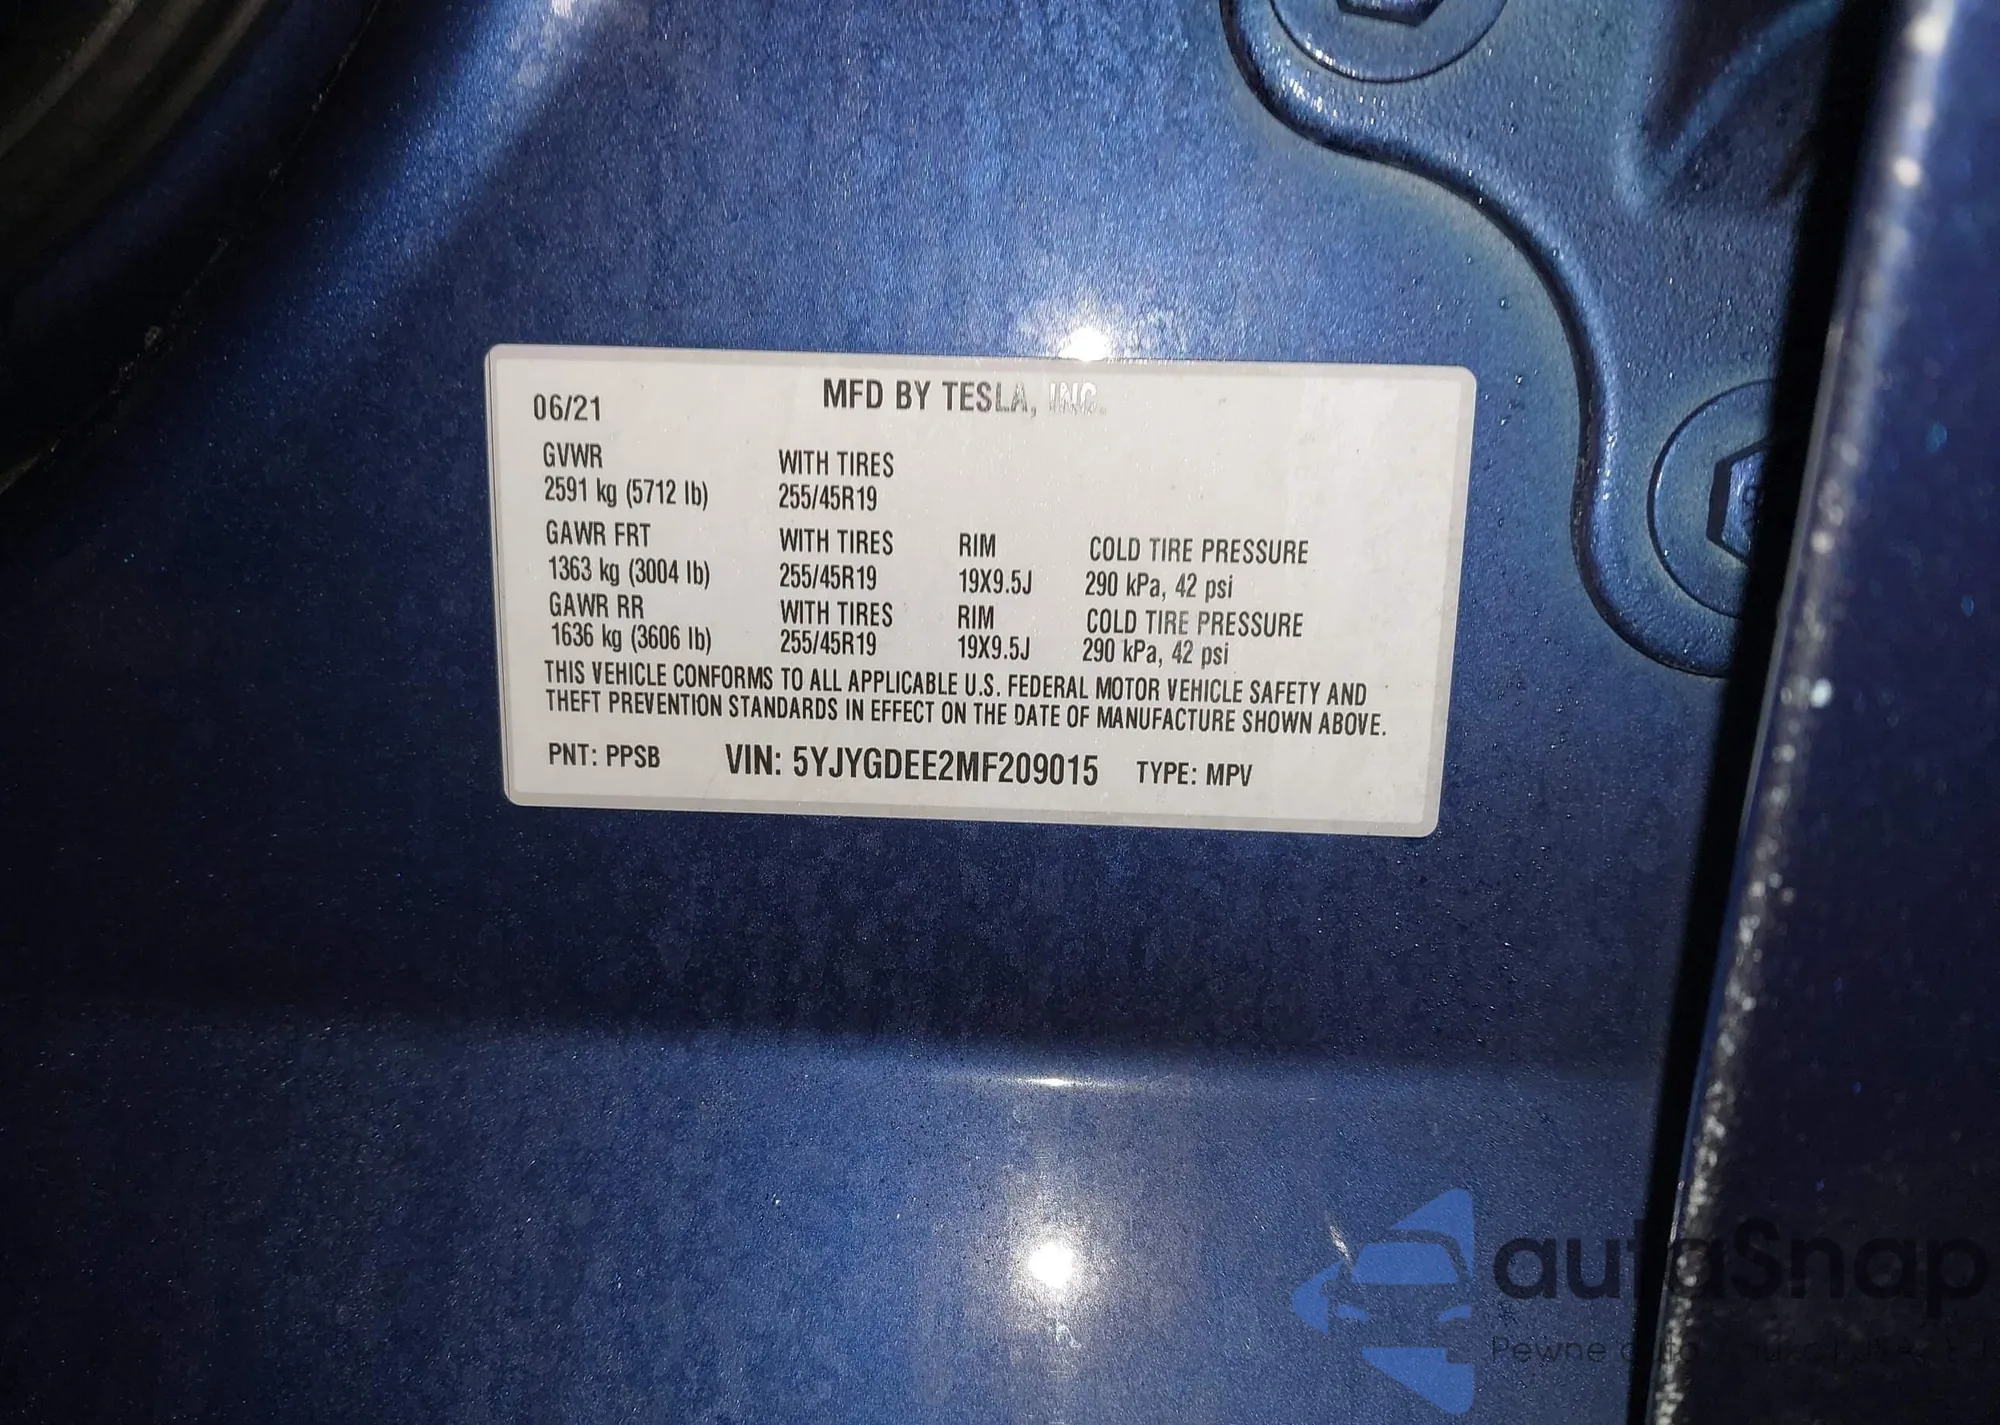 06/21 MFD BY TESLA, INC.
GVWR WITH TIRES
2591 kg (5712 lb) 255/45R19
GAWR FRT WITH TIRES RIM COLD TIRE PRESSURE
1363 kg (3004 lb) 255/45R19 19X9.5J 290 kPa, 42 psi
GAWR RR WITH TIRES RIM COLD TIRE PRESSURE
1636 kg (3606 lb) 255/45R19 19X9.5J 290 kPa, 42 psi
THIS VEHICLE CONFORMS TO ALL APPLICABLE U.S. FEDERAL MOTOR VEHICLE SAFETY AND
THEFT PREVENTION STANDARDS IN EFFECT ON THE DATE OF MANUFACTURE SHOWN ABOVE.
PNT: PPSB VIN: 5YJYGDEE2MF209015 TYPE: MPV
autaSnap
Pewne